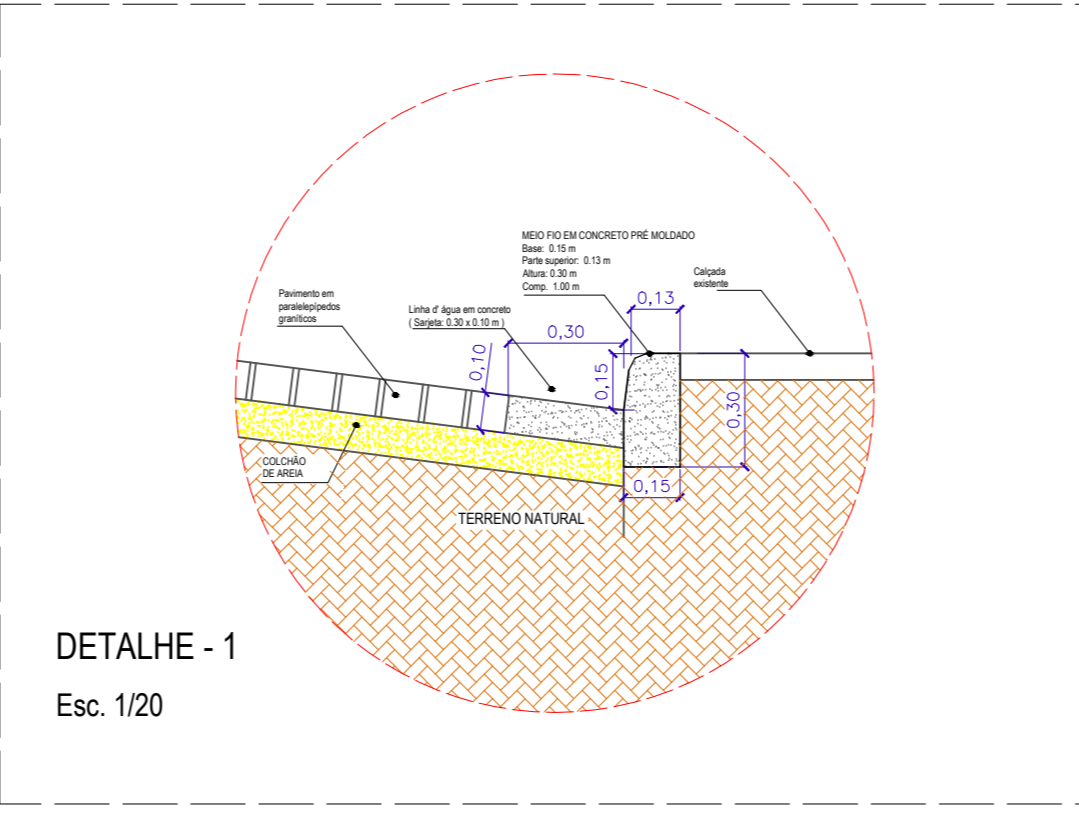 MEIO FIO EM CONCRETO PRÉ MOLDADO
Base: 0.15 m
Parte superior: 0.13 m
Altura: 0.30 m
Comp. 1.00 m
Calçada
existente
Pavimento em
paralelepípedos
graníticos
Linha d' água em concreto
( Sarjeta: 0.30 x 0.10 m )
0,13
0,30
0,10
0,15
0,30
0,15
COLCHÃO
DE AREIA
TERRENO NATURAL
DETALHE - 1
Esc. 1/20